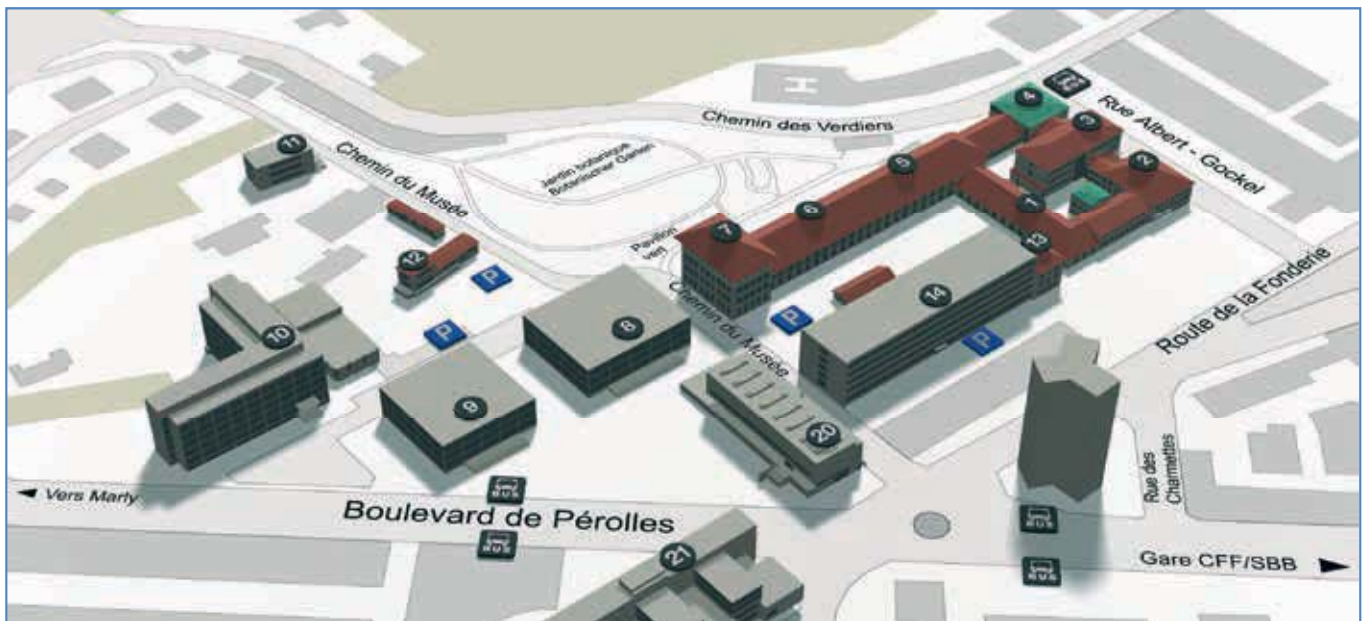 H
4
BUS
Rue Albert - Gockel
3
2
Chemin des Verdiers
11
Chemin du Musée
Jardin botanique
Botanischer Garten
5
1
6
7
Pavillon
vert
13
12
P
Chemin du Musée
14
Route de la Fonderie
10
P
8
P
P
9
20
Rue des
Charmettes
Vers Marly
BUS
Boulevard de Pérolles
BUS
BUS
21
Gare CFF/SBB
BUS